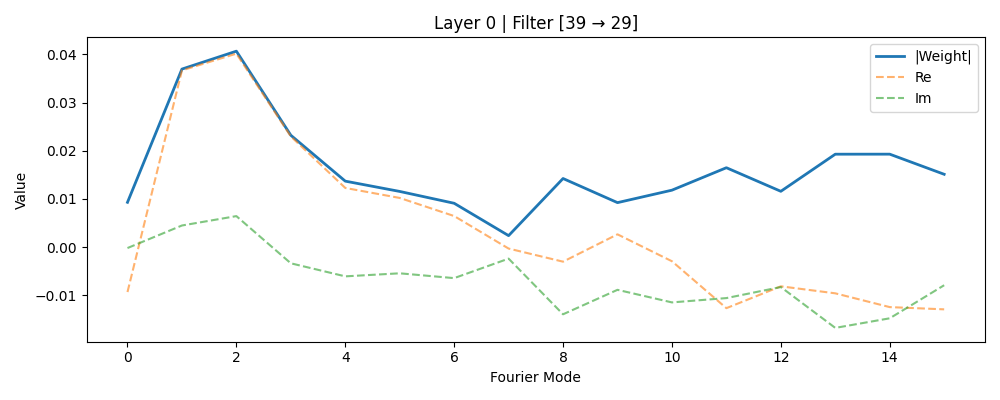 Layer 0 | Filter [39 → 29]
0.04
0.03
0.02
0.01
0.00
−0.01
Value
|Weight|
Re
Im
0 2 4 6 8 10 12 14
Fourier Mode